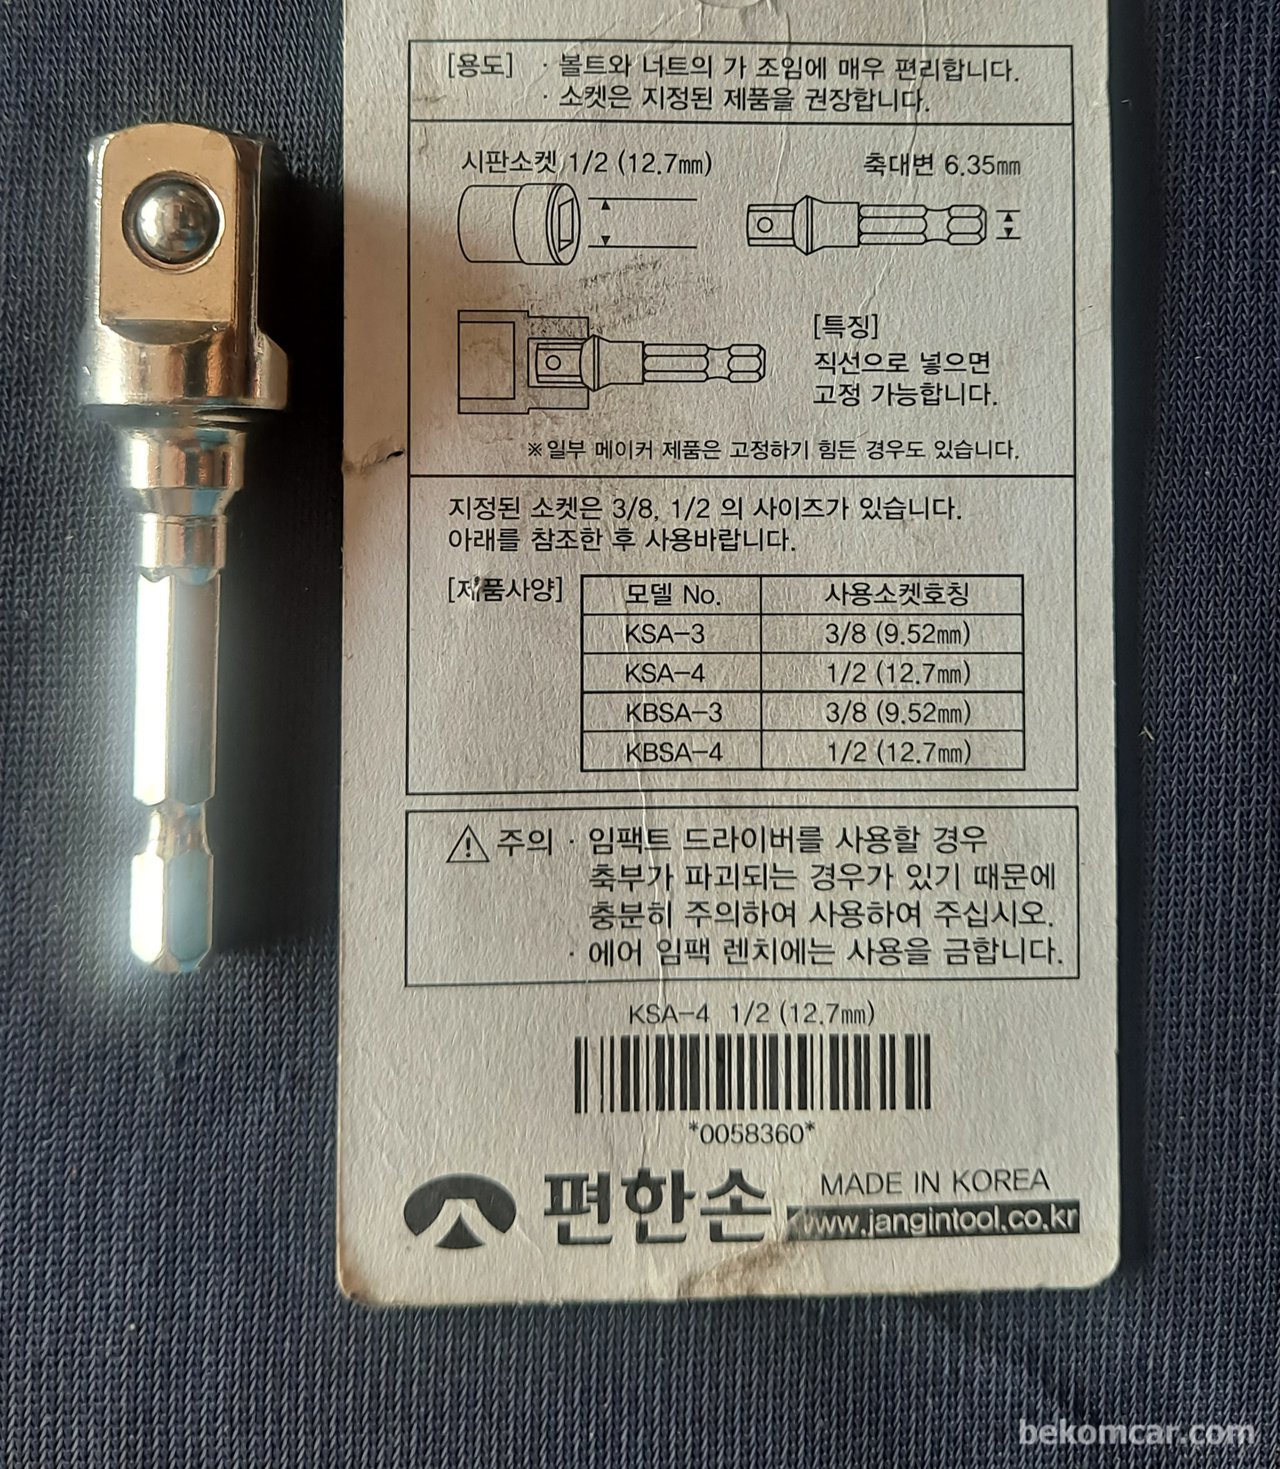 [용도] · 볼트와 너트의 가 조임에 매우 편리합니다.
· 소켓은 지정된 제품을 권장합니다.
시판소켓 1/2 (12.7㎜) 축대변 6.35㎜
[특징]
직선으로 넣으면
고정 가능합니다.
※일부 메이커 제품은 고정하기 힘든 경우도 있습니다.
지정된 소켓은 3/8, 1/2 의 사이즈가 있습니다.
아래를 참조한 후 사용바랍니다.
[제품사양] 모델 No. 사용소켓호칭
KSA-3 3/8 (9.52㎜)
KSA-4 1/2 (12.7㎜)
KBSA-3 3/8 (9.52㎜)
KBSA-4 1/2 (12.7㎜)
주의 · 임팩트 드라이버를 사용할 경우
축부가 파괴되는 경우가 있기 때문에
충분히 주의하여 사용하여 주십시오.
· 에어 임팩 렌치에는 사용을 금합니다.
KSA-4 1/2 (12.7㎜)
*0058360*
편한손 MADE IN KOREA
www.jangintool.co.kr
bekomcar.com